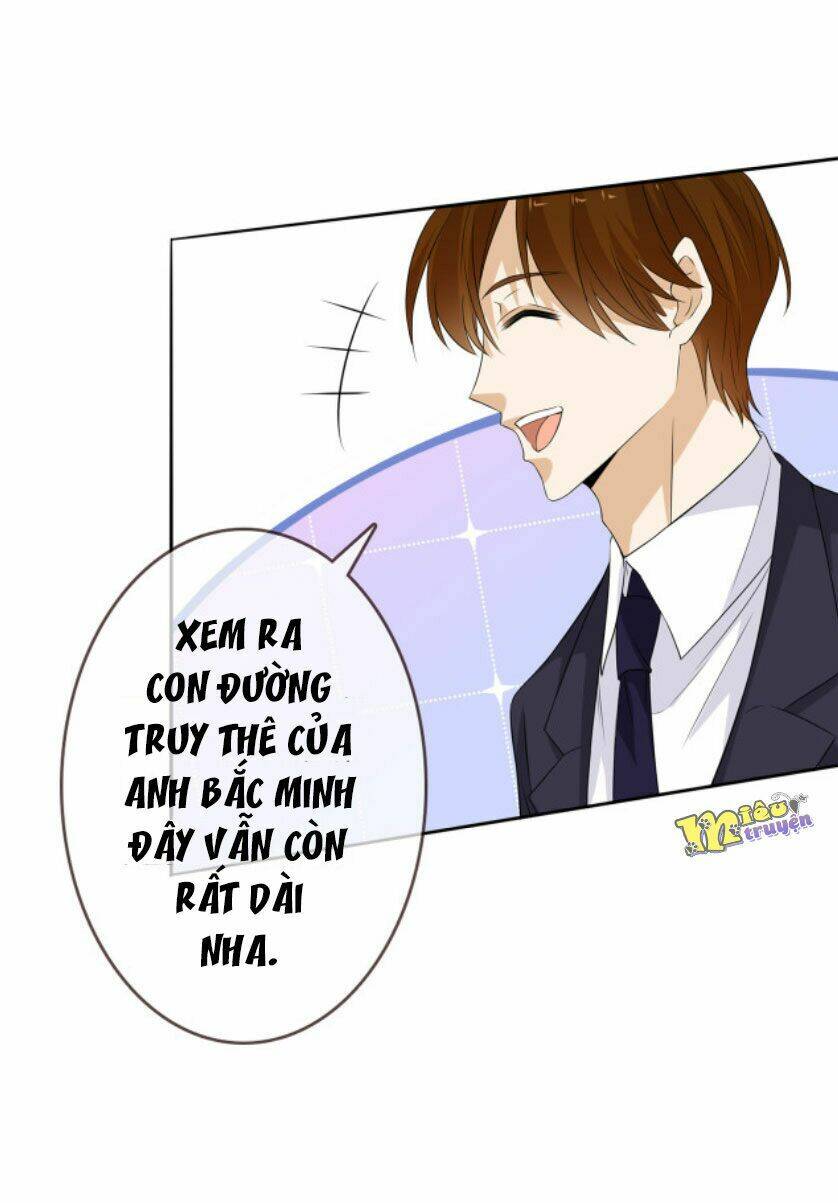 XEM RA
CON ĐƯỜNG
TRUY THÊ CỦA
ANH BẮC MINH
ĐÂY VẪN CÒN
RẤT DÀI
NHA.
Miêu
truyện